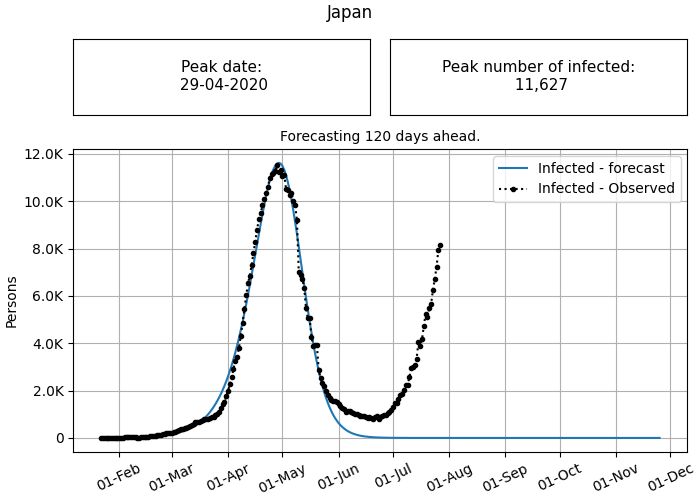 Japan
Peak date:
29-04-2020
Peak number of infected:
11,627
Forecasting 120 days ahead.
12.0K
10.0K
8.0K
6.0K
4.0K
2.0K
0
Persons
Infected - forecast
Infected - Observed
01-Feb
01-Mar
01-Apr
01-May
01-Jun
01-Jul
01-Aug
01-Sep
01-Oct
01-Nov
01-Dec